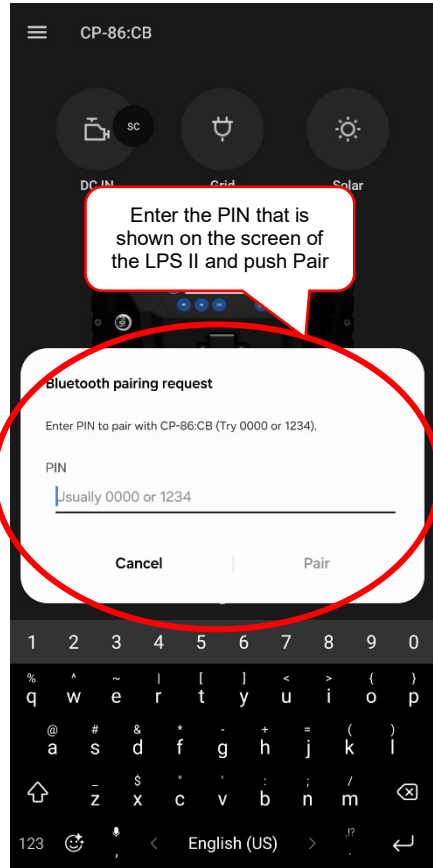 CP-86:CB
SC
DC IN Grid Solar
Enter the PIN that is
shown on the screen of
the LPS II and push Pair
Bluetooth pairing request
Enter PIN to pair with CP-86:CB (Try 0000 or 1234).
PIN
Usually 0000 or 1234
Cancel Pair
1 2 3 4 5 6 7 8 9 0
% ^ ~ | [ ] < > { }
q w e r t y u i o p
@ # & * - + = ( )
a s d f g h j k l
_ $ " ' : ; /
z x c v b n m
123 , < English (US) > .!?